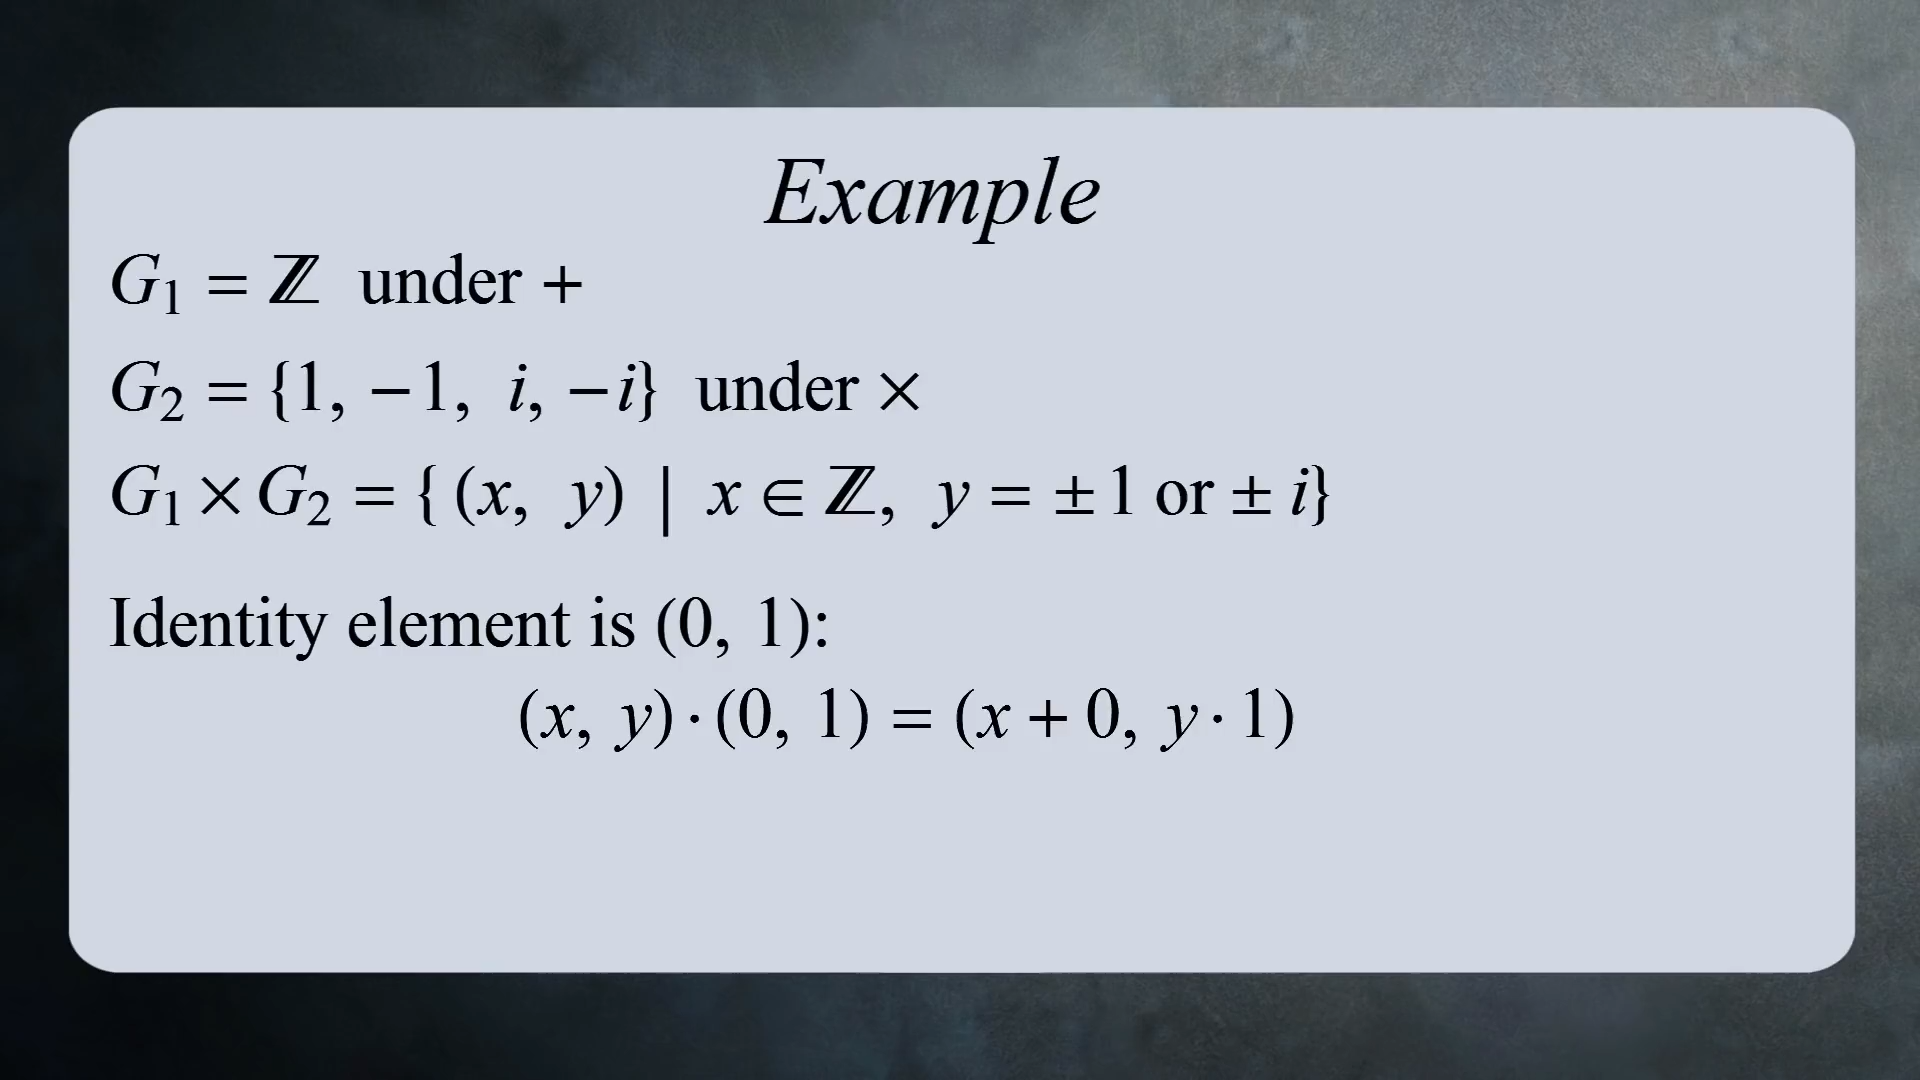 Example
G₁ = ℤ under +
G₂ = {1, −1, i, −i} under ×
G₁ × G₂ = { (x, y) | x ∈ ℤ, y = ± 1 or ± i}
Identity element is (0, 1):
(x, y) · (0, 1) = (x + 0, y · 1)